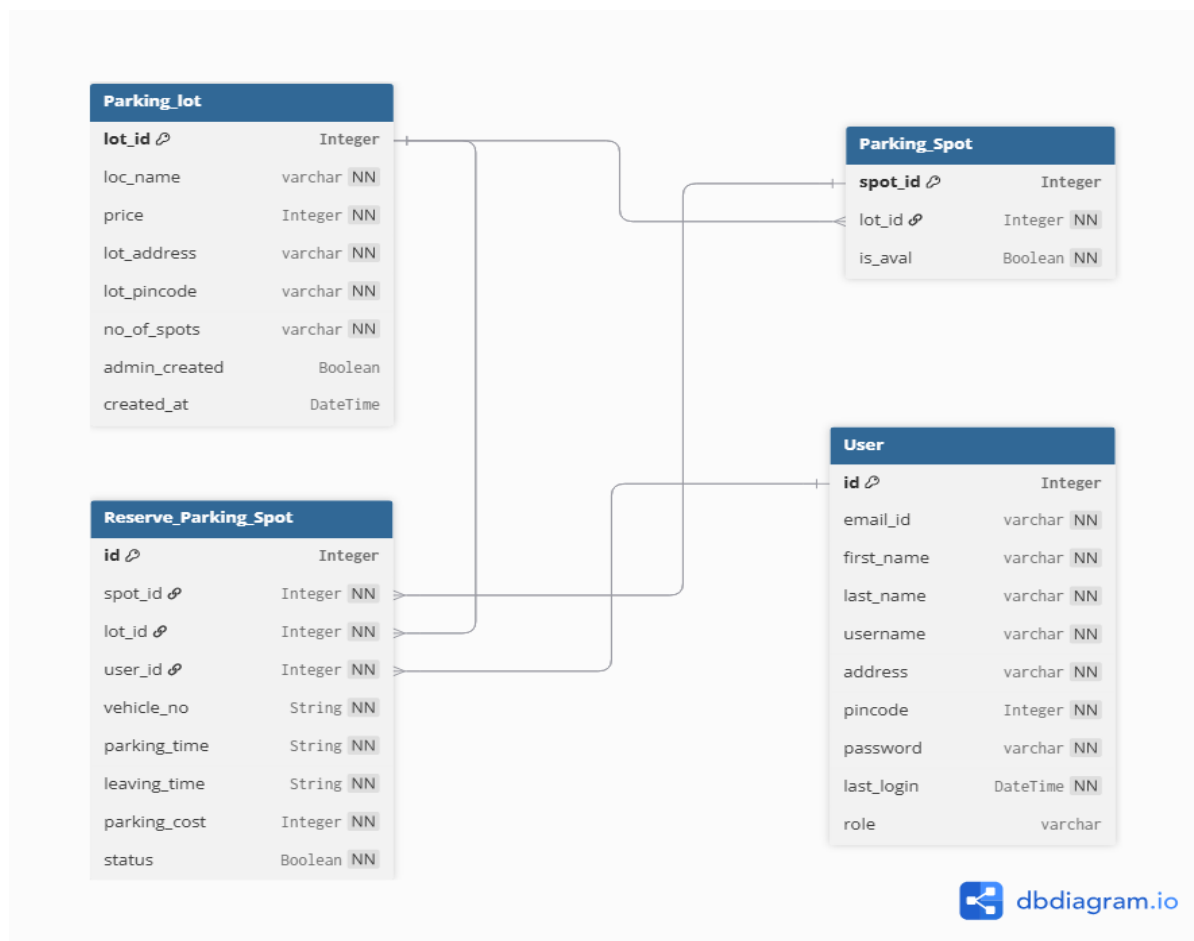 Parking_lot
lot_id Integer
loc_name varchar NN
price Integer NN
lot_address varchar NN
lot_pincode varchar NN
no_of_spots varchar NN
admin_created Boolean
created_at DateTime
Parking_Spot
spot_id Integer
lot_id Integer NN
is_aval Boolean NN
Reserve_Parking_Spot
id Integer
spot_id Integer NN
lot_id Integer NN
user_id Integer NN
vehicle_no String NN
parking_time String NN
leaving_time String NN
parking_cost Integer NN
status Boolean NN
User
id Integer
email_id varchar NN
first_name varchar NN
last_name varchar NN
username varchar NN
address varchar NN
pincode Integer NN
password varchar NN
last_login DateTime NN
role varchar
dbdiagram.io